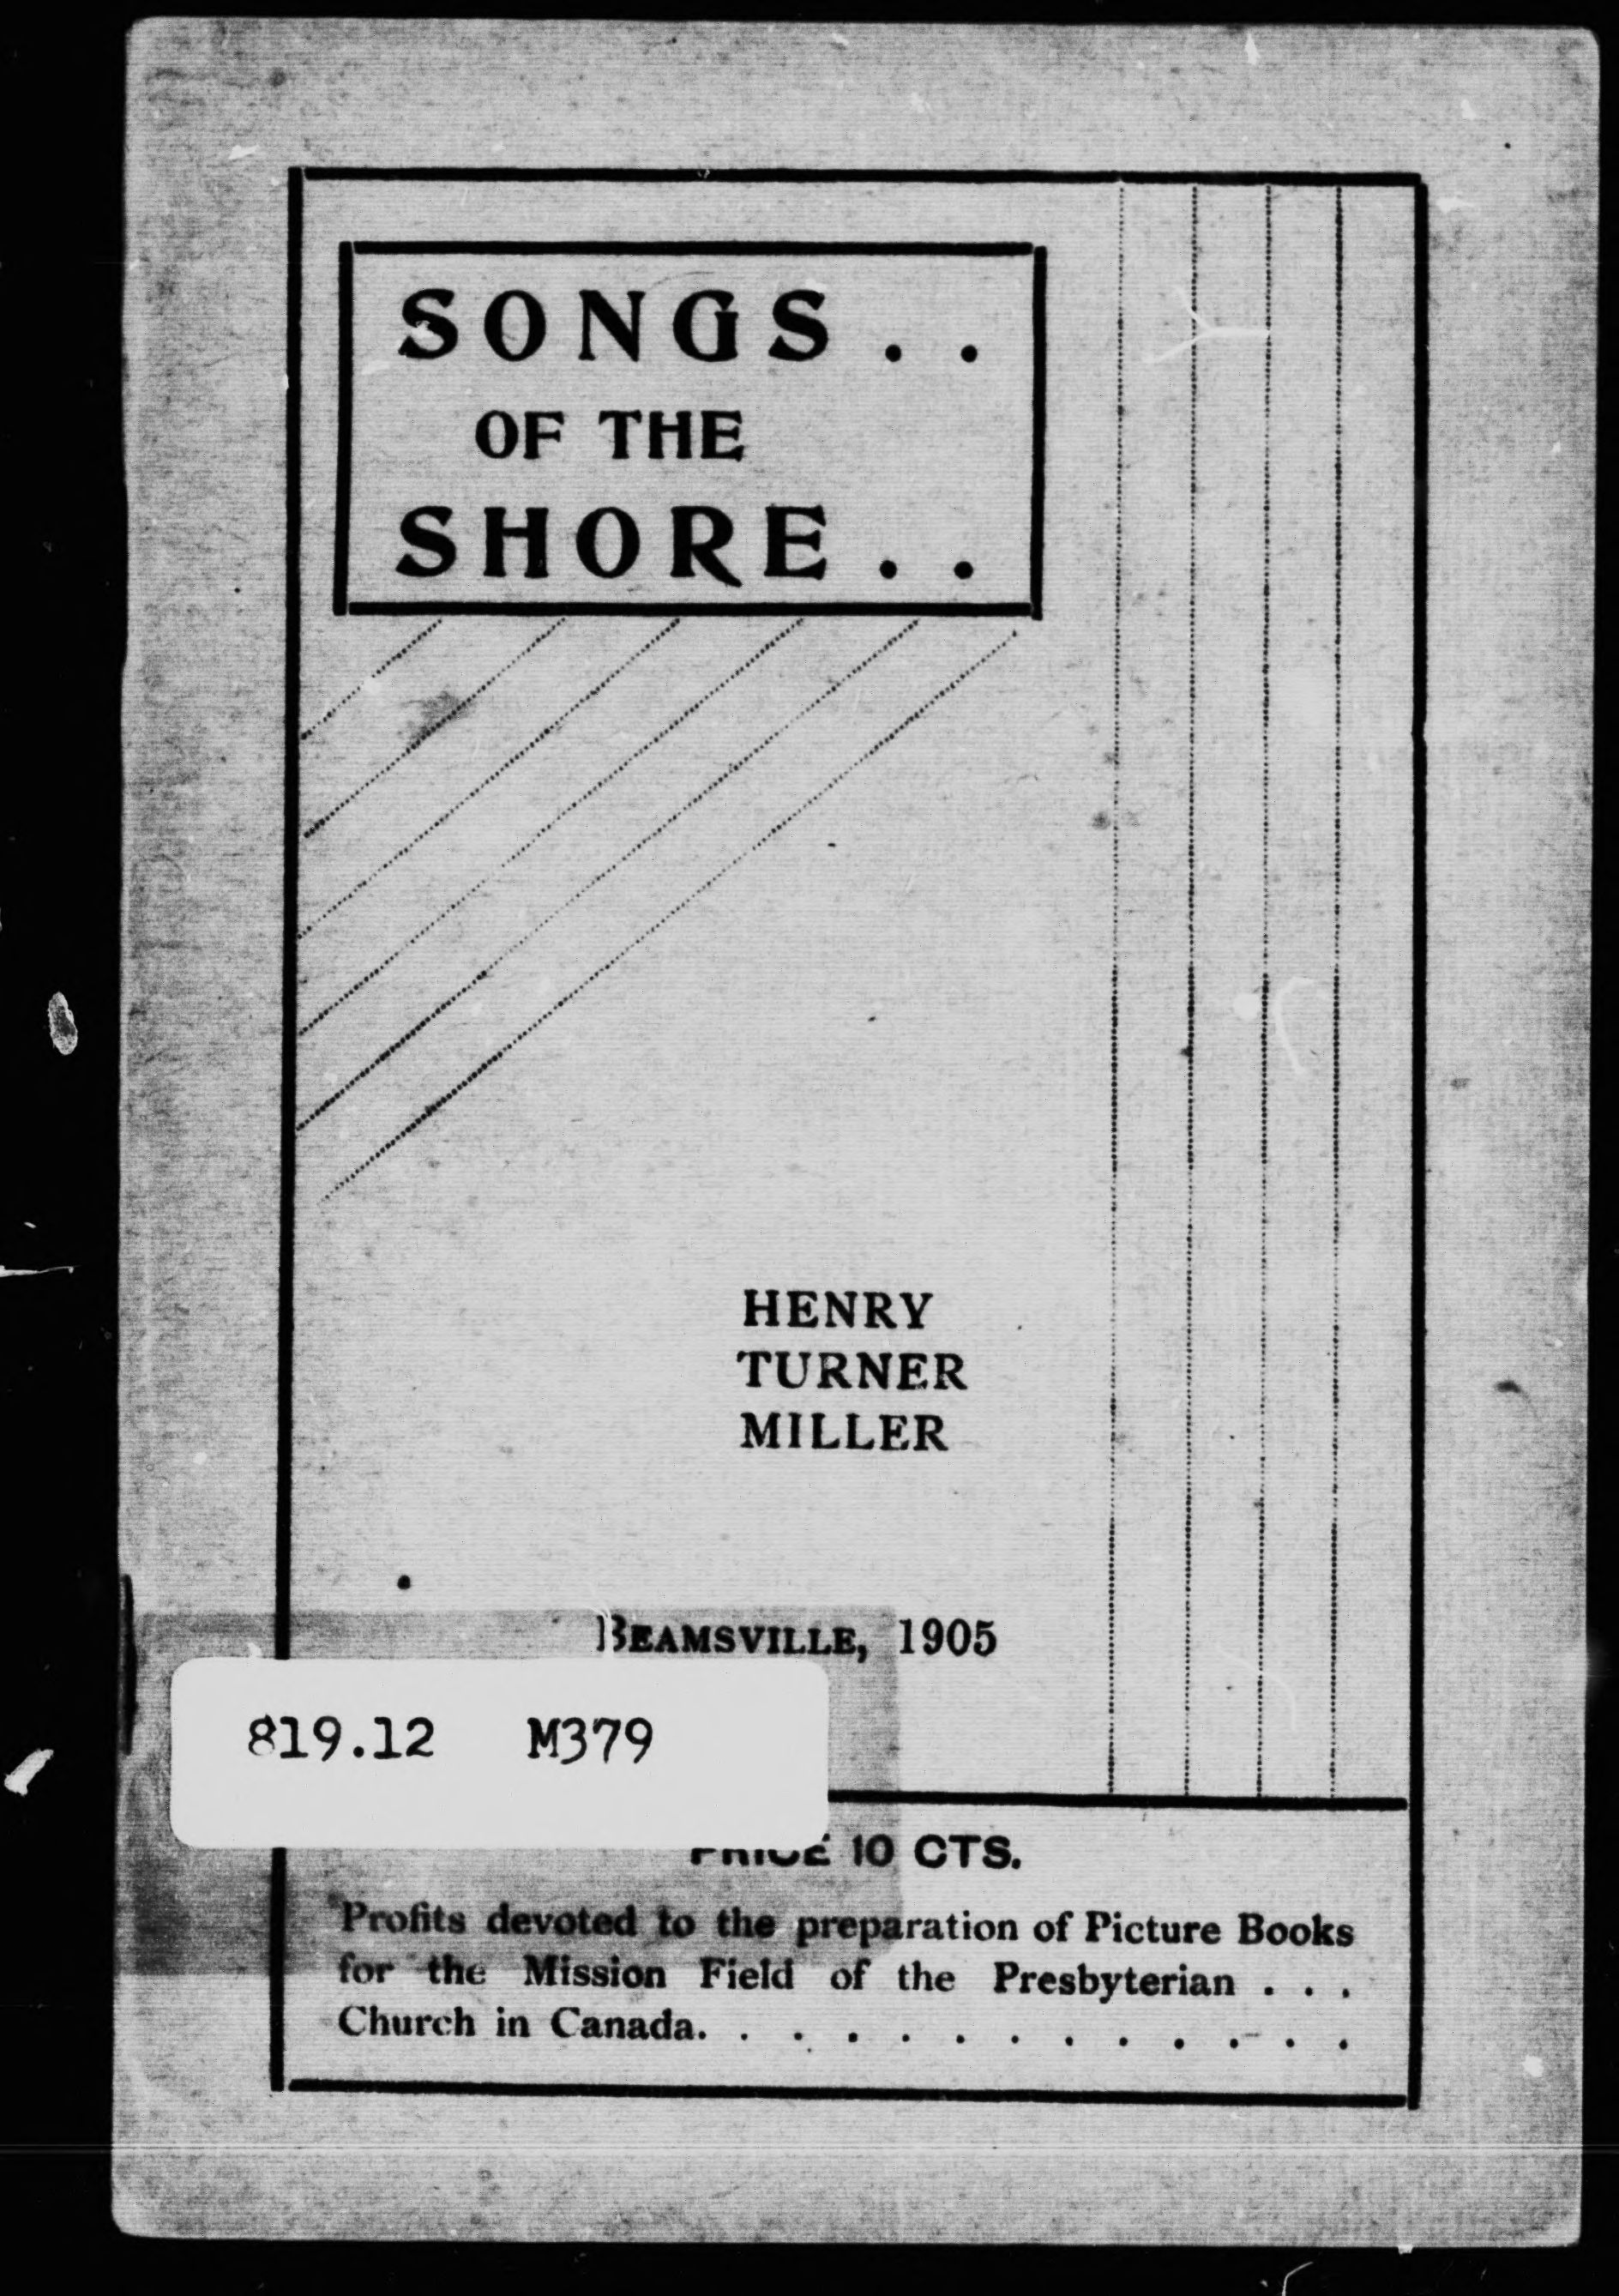 SONGS . .
OF THE
SHORE . .
HENRY
TURNER
MILLER
BEAMSVILLE, 1905
819.12 M379
PRICE 10 CTS.
Profits devoted to the preparation of Picture Books
for the Mission Field of the Presbyterian . . .
Church in Canada. . . . . . . . . . . . .